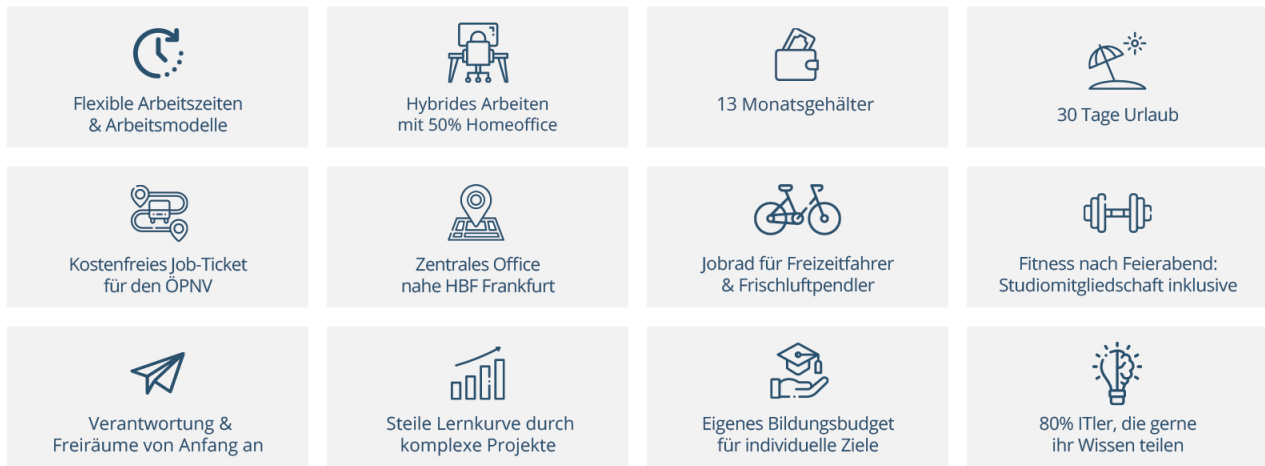 Flexible Arbeitszeiten
& Arbeitsmodelle
Hybrides Arbeiten
mit 50% Homeoffice
13 Monatsgehälter
30 Tage Urlaub
Kostenfreies Job-Ticket
für den ÖPNV
Zentrales Office
nahe HBF Frankfurt
Jobrad für Freizeitfahrer
& Frischluftpendler
Fitness nach Feierabend:
Studiomitgliedschaft inklusive
Verantwortung &
Freiräume von Anfang an
Steile Lernkurve durch
komplexe Projekte
Eigenes Bildungsbudget
für individuelle Ziele
80% ITler, die gerne
ihr Wissen teilen